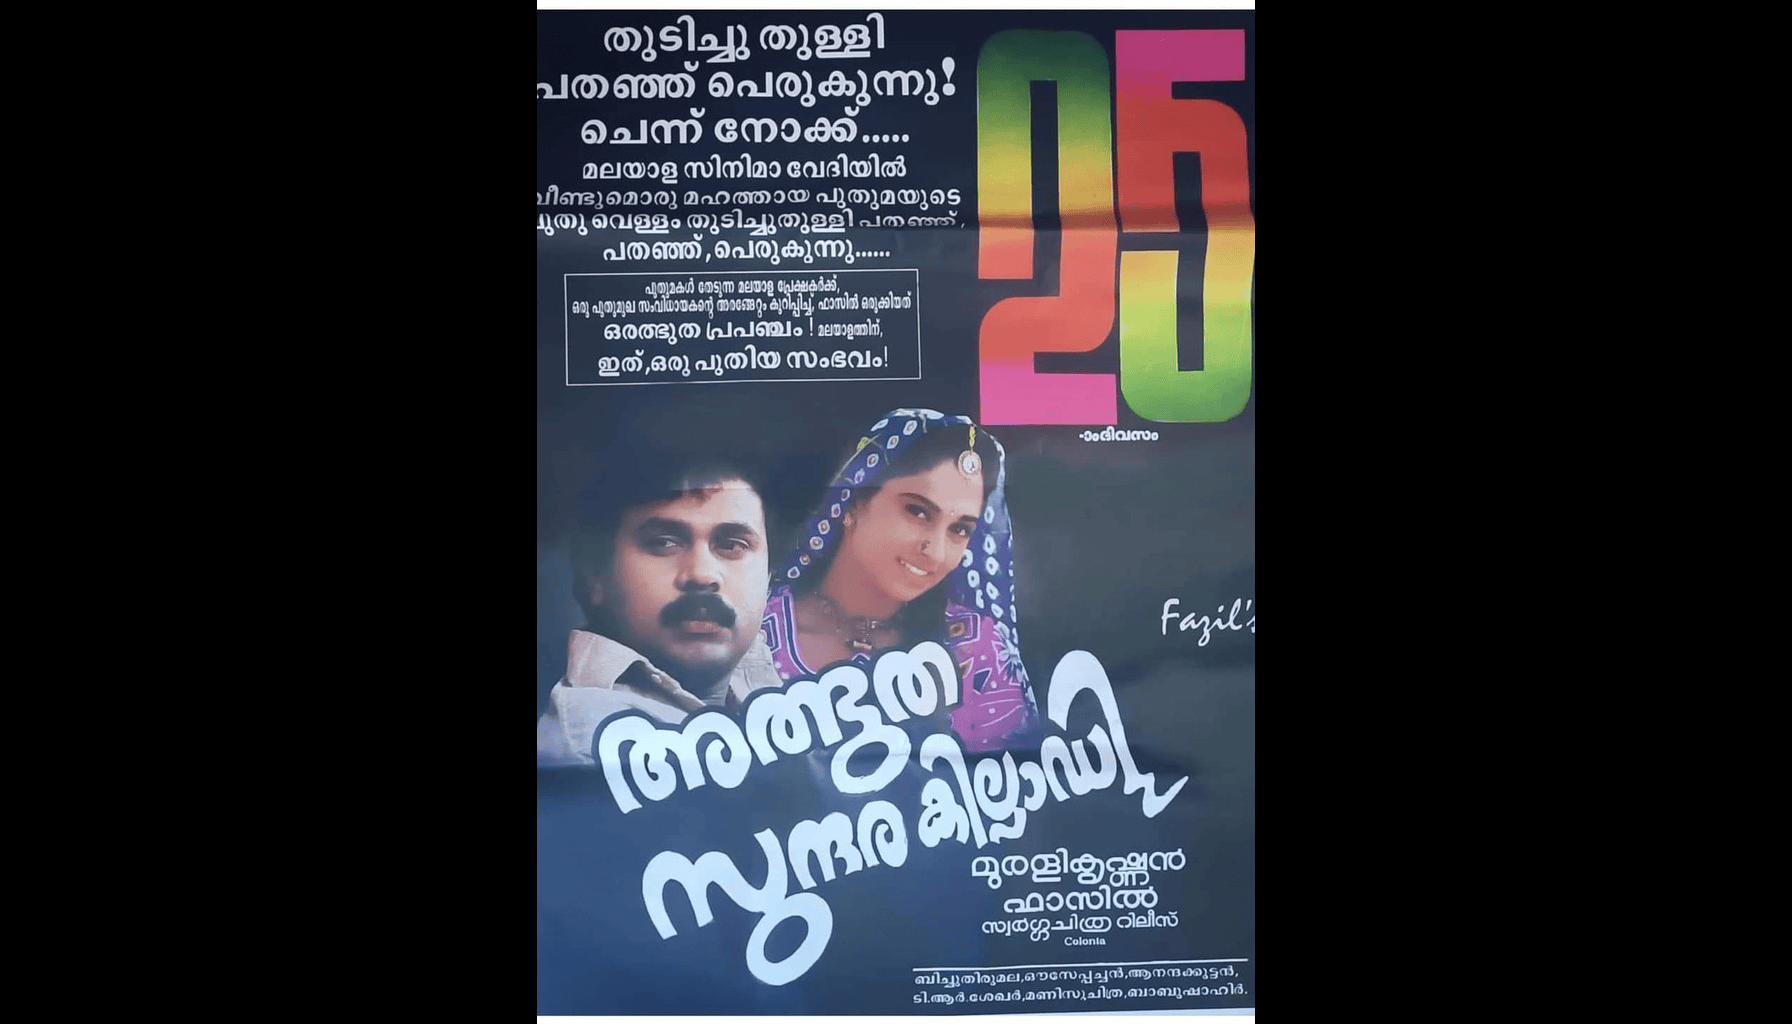 തുടിച്ചു തുള്ളി
പതഞ്ഞ് പെരുകുന്നു!
ചെന്ന് നോക്ക്.....
മലയാള സിനിമാ വേദിയിൽ
വീണ്ടുമൊരു മഹത്തായ പുതുമയുടെ
പുതു വെള്ളം തുടിച്ചുതുള്ളി പതഞ്ഞ്,
പതഞ്ഞ്,പെരുകുന്നു......
പുതുമകൾ തേടുന്ന മലയാള പ്രേക്ഷകർക്ക്,
ഒരു പുതുമുഖ സംവിധായകന്റെ അരങ്ങേറ്റം കുറിപ്പിച്ച്, ഫാസിൽ ഒരുക്കിയത്
ഒരത്ഭുത പ്രപഞ്ചം ! മലയാളത്തിന്,
ഇത്,ഒരു പുതിയ സംഭവം!
25
-ാംദിവസം
Fazil's
അത്ഭുത
സുന്ദര കില്ലാഡി
മുരളികൃഷ്ണൻ
ഫാസിൽ
സ്വർഗ്ഗചിത്ര റിലീസ്
Colonia
ബിച്ചുതിരുമല,ഔസേപ്പച്ചൻ,ആനന്ദക്കുട്ടൻ,
ടി.ആർ.ശേഖർ,മണിസുചിത്ര,ബാബുഷാഹിർ.